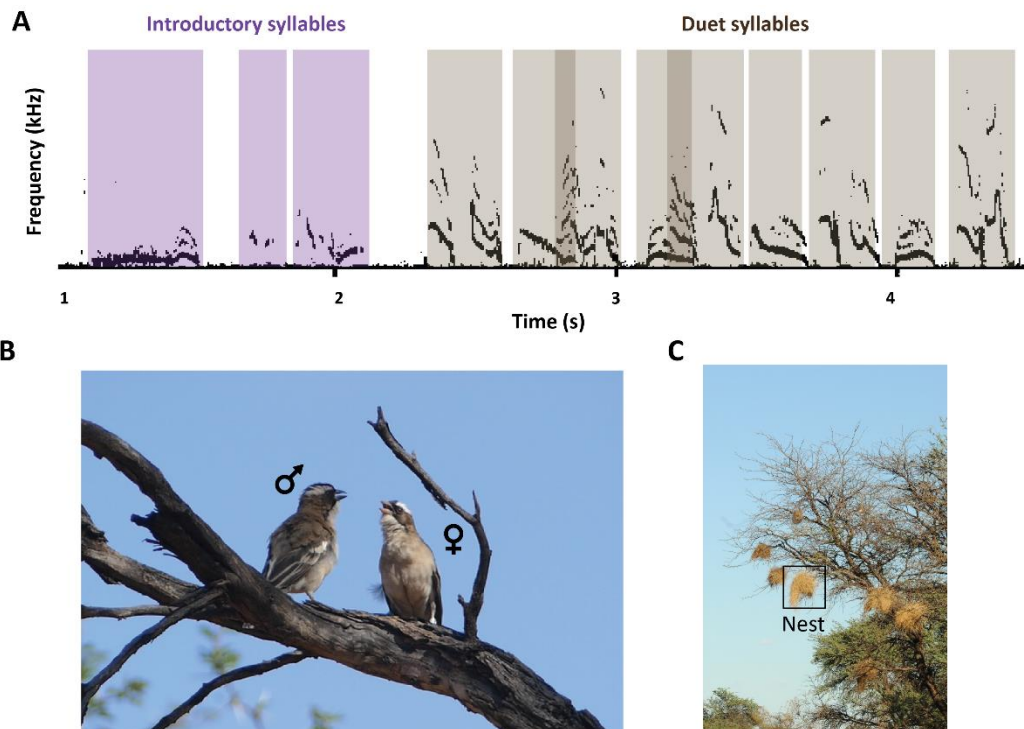 A
Introductory syllables
Duet syllables
Frequency (kHz)
1
2
3
4
Time (s)
B
C
♂
♀
Nest